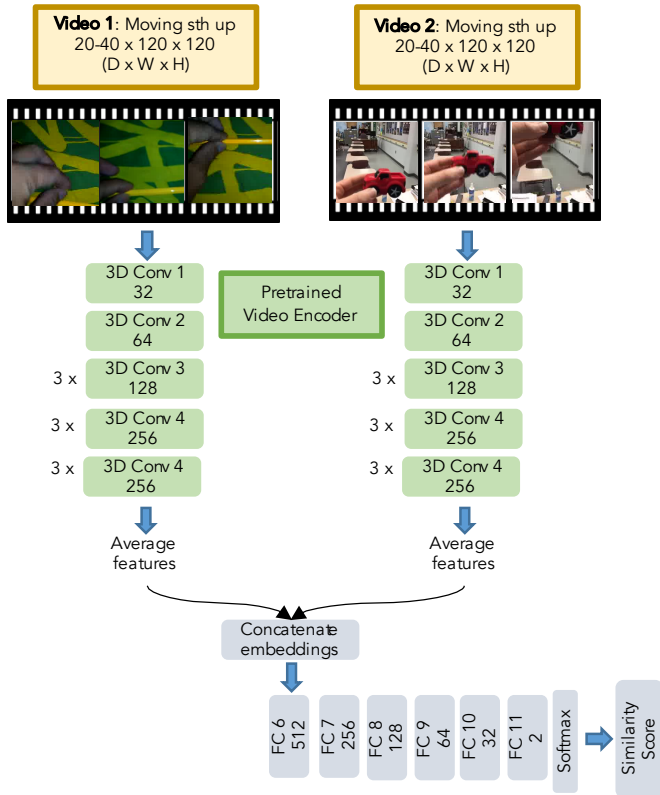 Video 1: Moving sth up
20-40 x 120 x 120
(D x W x H)
Video 2: Moving sth up
20-40 x 120 x 120
(D x W x H)
3D Conv 1
32
3D Conv 2
64
3 x
3D Conv 3
128
3 x
3D Conv 4
256
3 x
3D Conv 4
256
Average
features
Pretrained
Video Encoder
3D Conv 1
32
3D Conv 2
64
3 x
3D Conv 3
128
3 x
3D Conv 4
256
3 x
3D Conv 4
256
Average
features
Concatenate
embeddings
FC 6
512
FC 7
256
FC 8
128
FC 9
64
FC 10
32
FC 11
2
Softmax
Similarity
Score